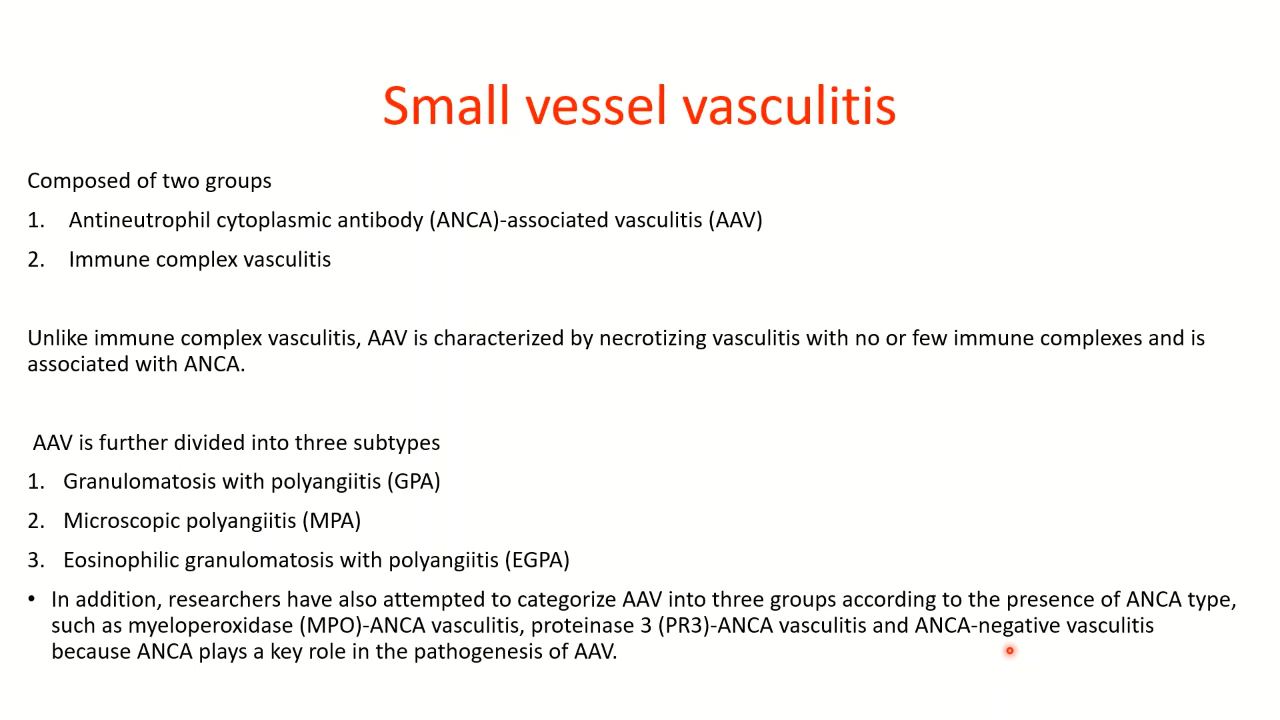 Small vessel vasculitis
Composed of two groups
1. Antineutrophil cytoplasmic antibody (ANCA)-associated vasculitis (AAV)
2. Immune complex vasculitis
Unlike immune complex vasculitis, AAV is characterized by necrotizing vasculitis with no or few immune complexes and is
associated with ANCA.
AAV is further divided into three subtypes
1. Granulomatosis with polyangiitis (GPA)
2. Microscopic polyangiitis (MPA)
3. Eosinophilic granulomatosis with polyangiitis (EGPA)
• In addition, researchers have also attempted to categorize AAV into three groups according to the presence of ANCA type,
such as myeloperoxidase (MPO)-ANCA vasculitis, proteinase 3 (PR3)-ANCA vasculitis and ANCA-negative vasculitis
because ANCA plays a key role in the pathogenesis of AAV.